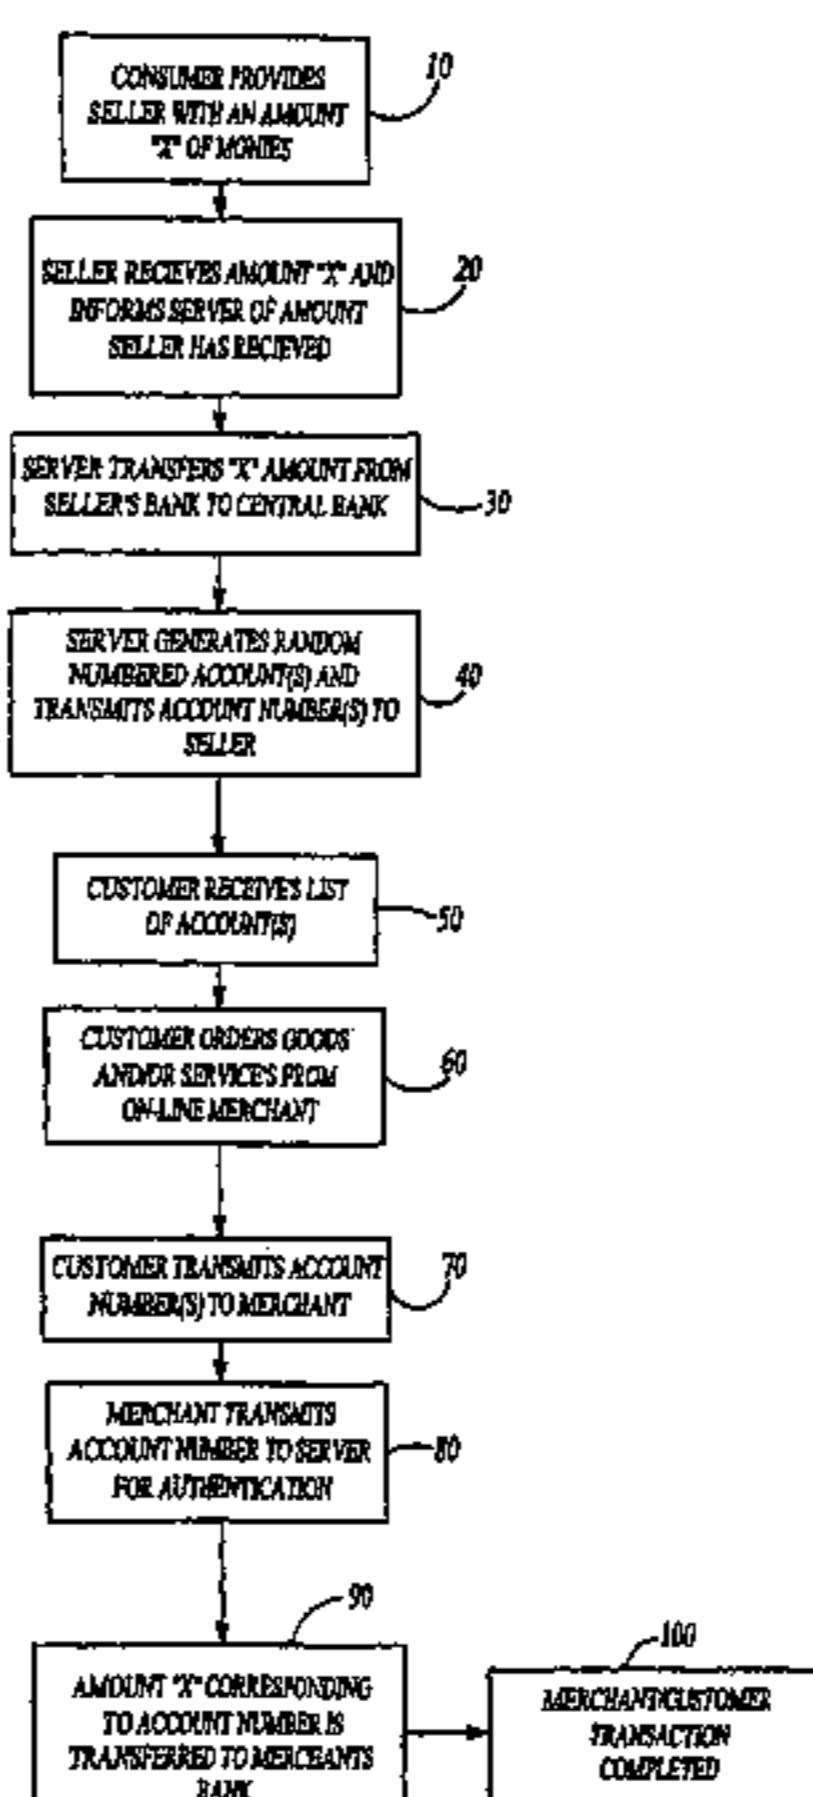 CONSUMER PROVIDES
SELLER WITH AN AMOUNT
"X" OF MONIES
10
SELLER RECIEVES AMOUNT "X" AND
INFORMS SERVER OF AMOUNT
SELLER HAS RECIEVED
20
SERVER TRANSFERS "X" AMOUNT FROM
SELLER'S BANK TO CENTRAL BANK
30
SERVER GENERATES RANDOM
NUMBERED ACCOUNT(S) AND
TRANSMITS ACCOUNT NUMBER(S) TO
SELLER
40
CUSTOMER RECEIVE'S LIST
OF ACCOUNT(S)
50
CUSTOMER ORDERS GOODS
AND/OR SERVICE'S FROM
ON-LINE MERCHANT
60
CUSTOMER TRANSMITS ACCOUNT
NUMBER(S) TO MERCHANT
70
MERCHANT TRANSMITS
ACCOUNT NUMBER TO SERVER
FOR AUTHENTICATION
80
90
AMOUNT "X" CORRESPONDING
TO ACCOUNT NUMBER IS
TRANSFERRED TO MERCHANTS
BANK
100
MERCHANT/CUSTOMER
TRANSACTION
COMPLETED